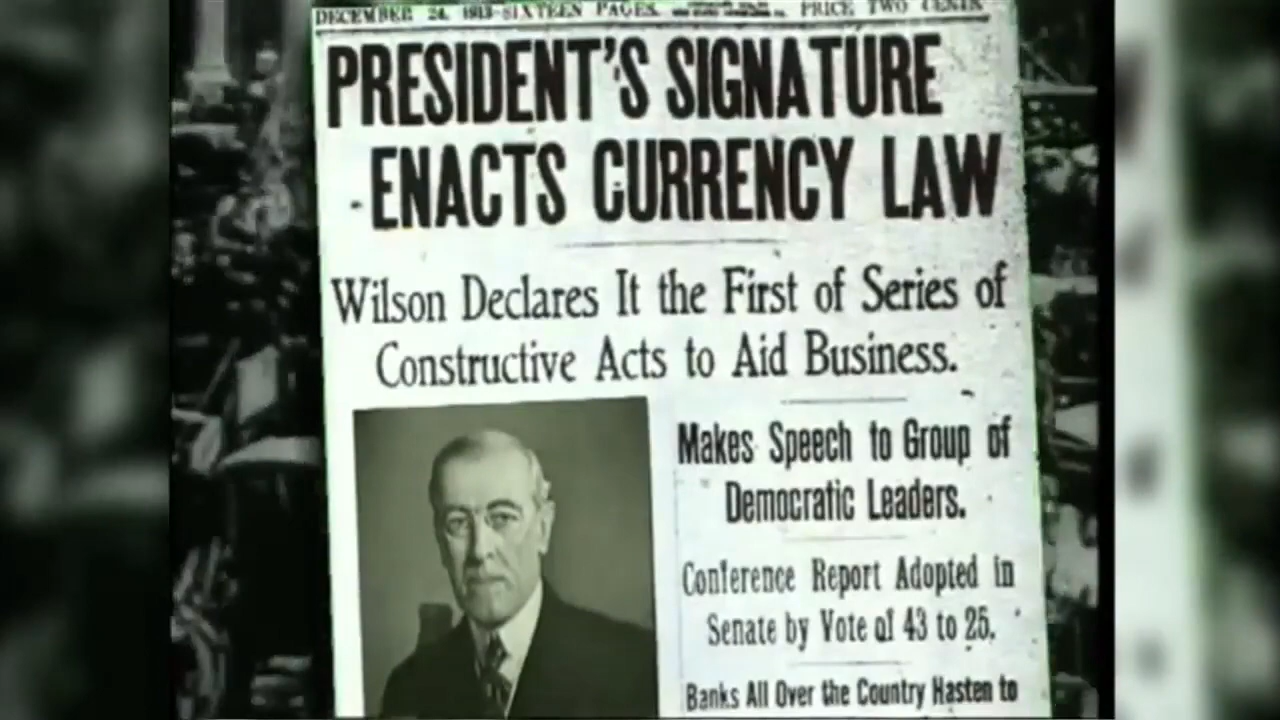 DECEMBER 24, 1913-SIXTEEN PAGES. PRICE TWO CENTS.
PRESIDENT'S SIGNATURE
ENACTS CURRENCY LAW
Wilson Declares It the First of Series of
Constructive Acts to Aid Business.
Makes Speech to Group of
Democratic Leaders.
Conference Report Adopted in
Senate by Vote of 43 to 25.
Banks All Over the Country Hasten to